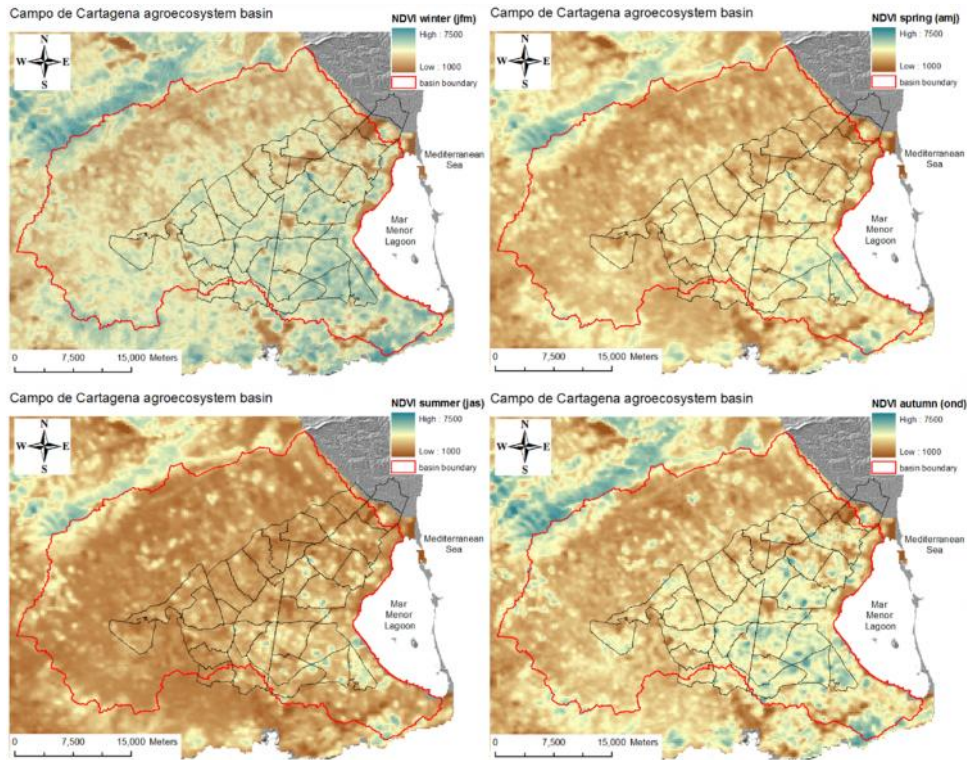 Campo de Cartagena agroecosystem basin
NDVI winter (jfm)
High : 7500
Low : 1000
basin boundary
N
W E
S
Mediterranean
Sea
Mar
Menor
Lagoon
0 7,500 15,000 Meters
Campo de Cartagena agroecosystem basin
NDVI spring (amj)
High : 7500
Low : 1000
basin boundary
N
W E
S
Mediterranean
Sea
Mar
Menor
Lagoon
0 7,500 15,000 Meters
Campo de Cartagena agroecosystem basin
NDVI summer (jas)
High : 7500
Low : 1000
basin boundary
N
W E
S
Mediterranean
Sea
Mar
Menor
Lagoon
0 7,500 15,000 Meters
Campo de Cartagena agroecosystem basin
NDVI autumn (ond)
High : 7500
Low : 1000
basin boundary
N
W E
S
Mediterranean
Sea
Mar
Menor
Lagoon
0 7,500 15,000 Meters